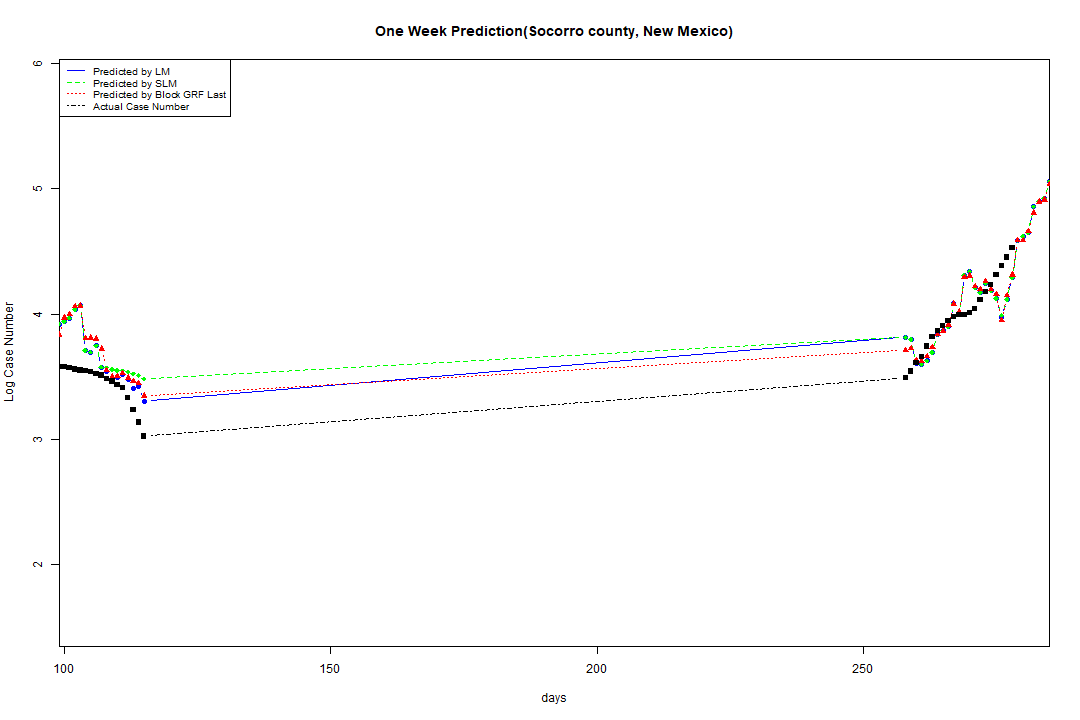 One Week Prediction(Socorro county, New Mexico)
Predicted by LM
Predicted by SLM
Predicted by Block GRF Last
Actual Case Number
6
5
4
3
2
Log Case Number
100
150
200
250
days